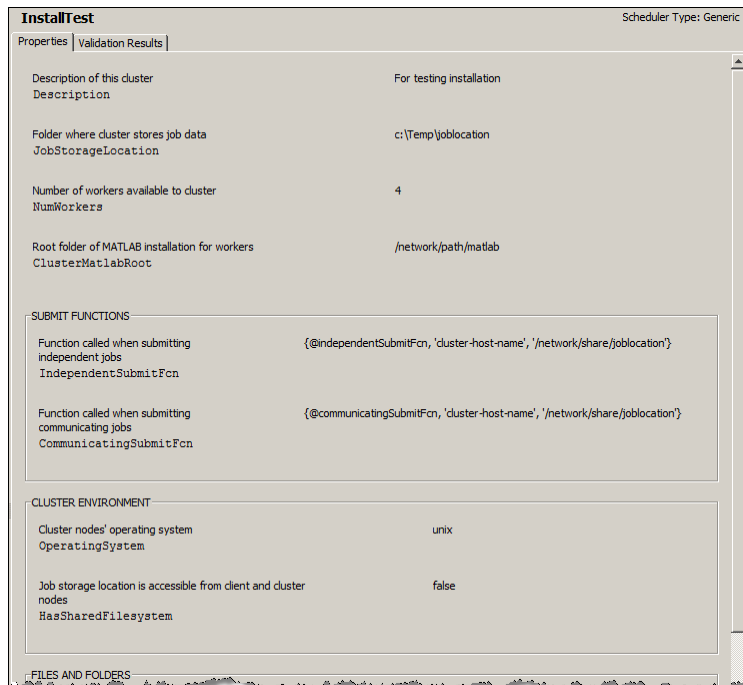 InstallTest
Scheduler Type: Generic
Properties
Validation Results
Description of this cluster
For testing installation
Description
Folder where cluster stores job data
c:\Temp\joblocation
JobStorageLocation
Number of workers available to cluster
4
NumWorkers
Root folder of MATLAB installation for workers
/network/path/matlab
ClusterMatlabRoot
SUBMIT FUNCTIONS
Function called when submitting
{@independentSubmitFcn, 'cluster-host-name', '/network/share/joblocation'}
independent jobs
IndependentSubmitFcn
Function called when submitting
{@communicatingSubmitFcn, 'cluster-host-name', '/network/share/joblocation'}
communicating jobs
CommunicatingSubmitFcn
CLUSTER ENVIRONMENT
Cluster nodes' operating system
unix
OperatingSystem
Job storage location is accessible from client and cluster
false
nodes
HasSharedFilesystem
FILES AND FOLDERS